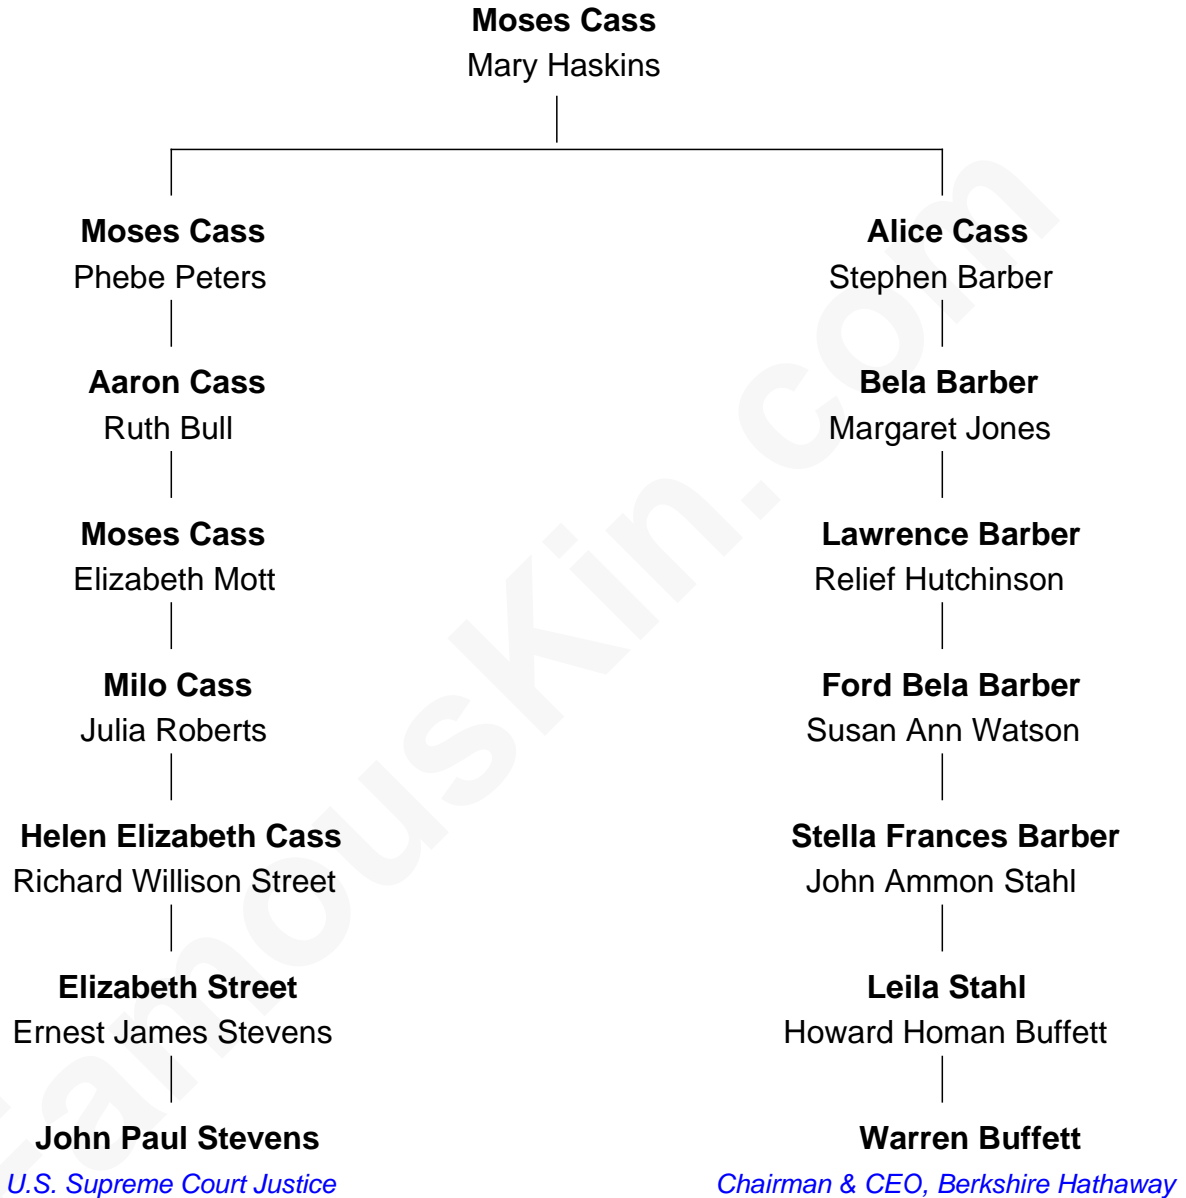 Moses Cass
Mary Haskins
Moses Cass
Phebe Peters
Aaron Cass
Ruth Bull
Moses Cass
Elizabeth Mott
Milo Cass
Julia Roberts
Helen Elizabeth Cass
Richard Willison Street
Elizabeth Street
Ernest James Stevens
John Paul Stevens
U.S. Supreme Court Justice
Alice Cass
Stephen Barber
Bela Barber
Margaret Jones
Lawrence Barber
Relief Hutchinson
Ford Bela Barber
Susan Ann Watson
Stella Frances Barber
John Ammon Stahl
Leila Stahl
Howard Homan Buffett
Warren Buffett
Chairman & CEO, Berkshire Hathaway
FamousKin.com